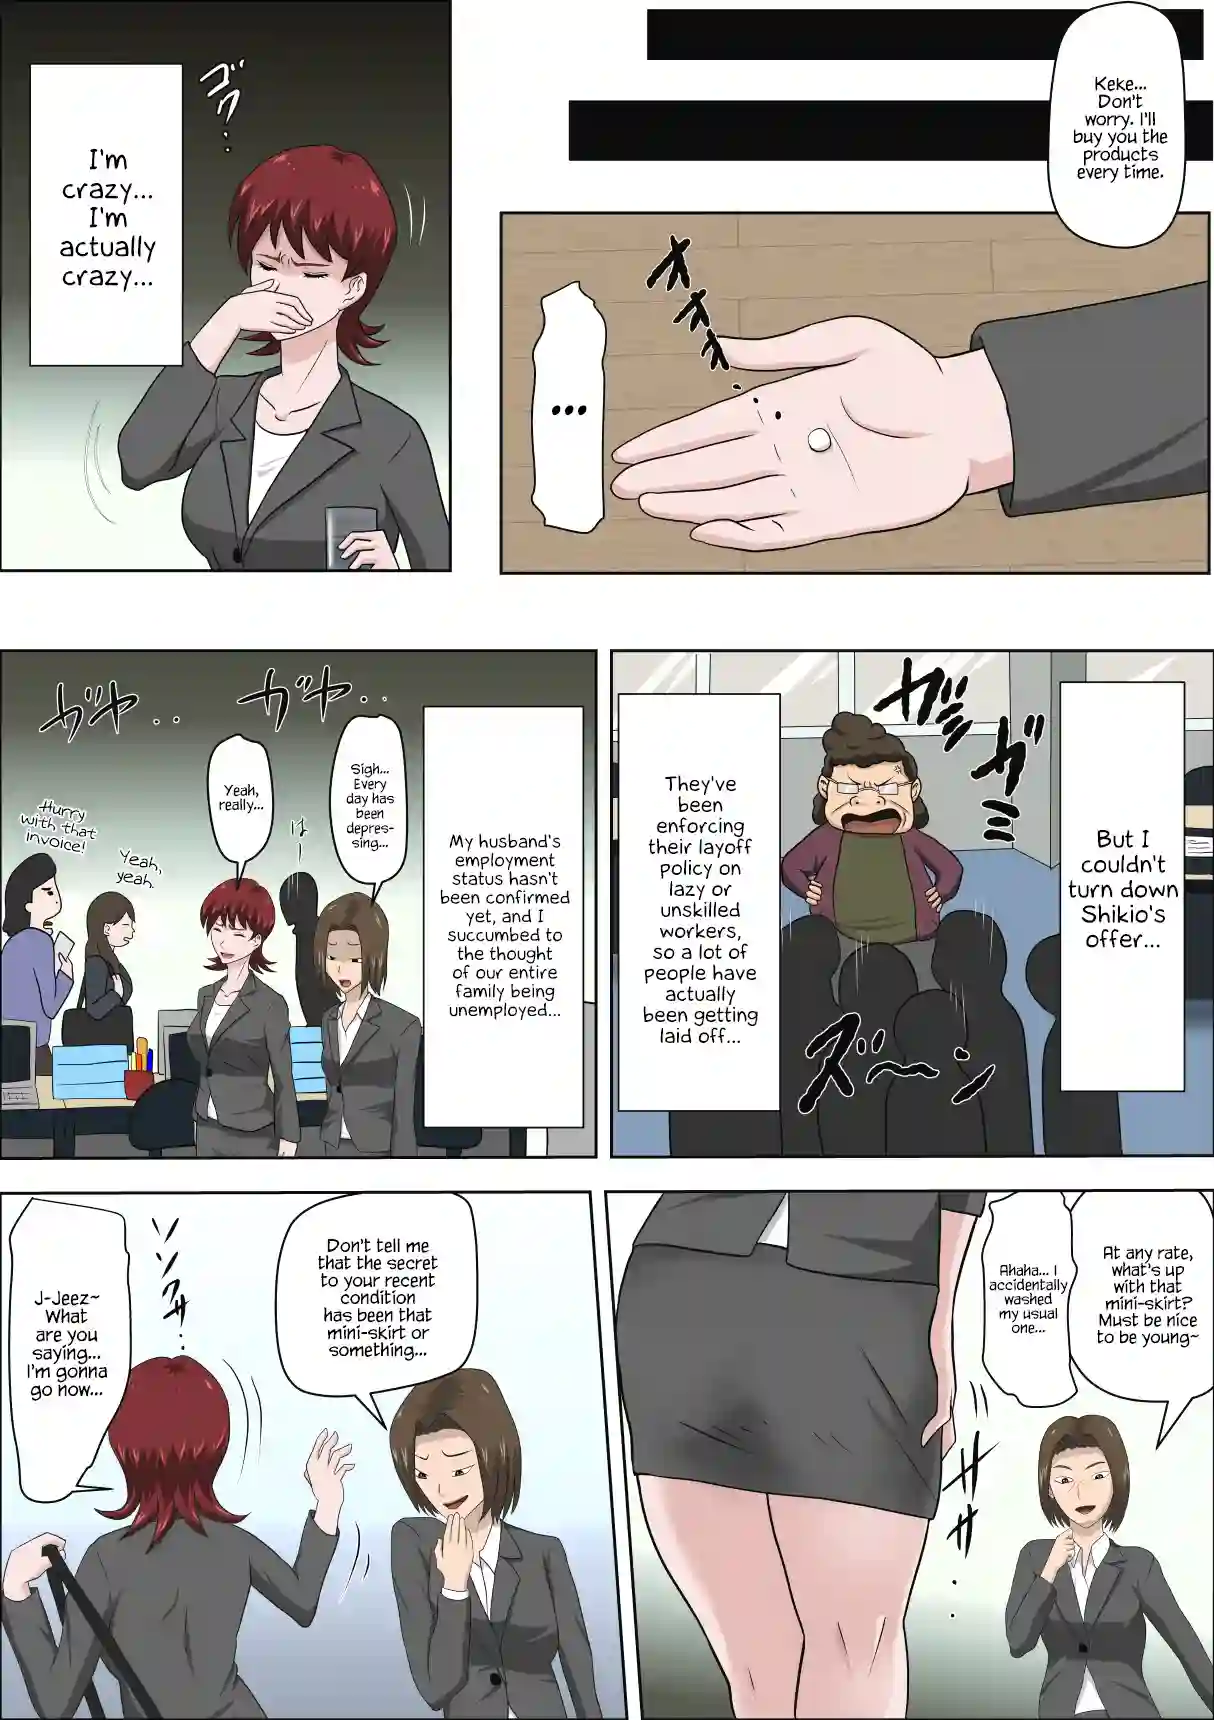 Keke...
Don't
worry. I'll
buy you the
products
every time.
オ
オオ
オオ
...
...
ゴ
クッ
I'm
crazy...
I'm
actually
crazy...
But I
couldn't
turn down
Shikio's
offer...
ガミ
ガミ
They've
been
enforcing
their layoff
policy on
lazy or
unskilled
workers,
so a lot of
people have
actually
been getting
laid off...
ズ〜ン
My husband's
employment
status hasn't
been confirmed
yet, and I
succumbed to
the thought
of our entire
family being
unemployed...
ガヤ..
ガヤ..
Sigh...
Every
day has
been
depres-
sing...
は
Yeah,
really...
Hurry
with that
invoice!
Yeah,
yeah.
At any rate,
what's up
with that
mini-skirt?
Must be nice
to be young~
Ahaha... I
accidentally
washed
my usual
one...
Don't tell me
that the secret
to your recent
condition
has been that
mini-skirt or
something...
ソソクサ
J-Jeez~
What
are you
saying...
I'm gonna
go now...